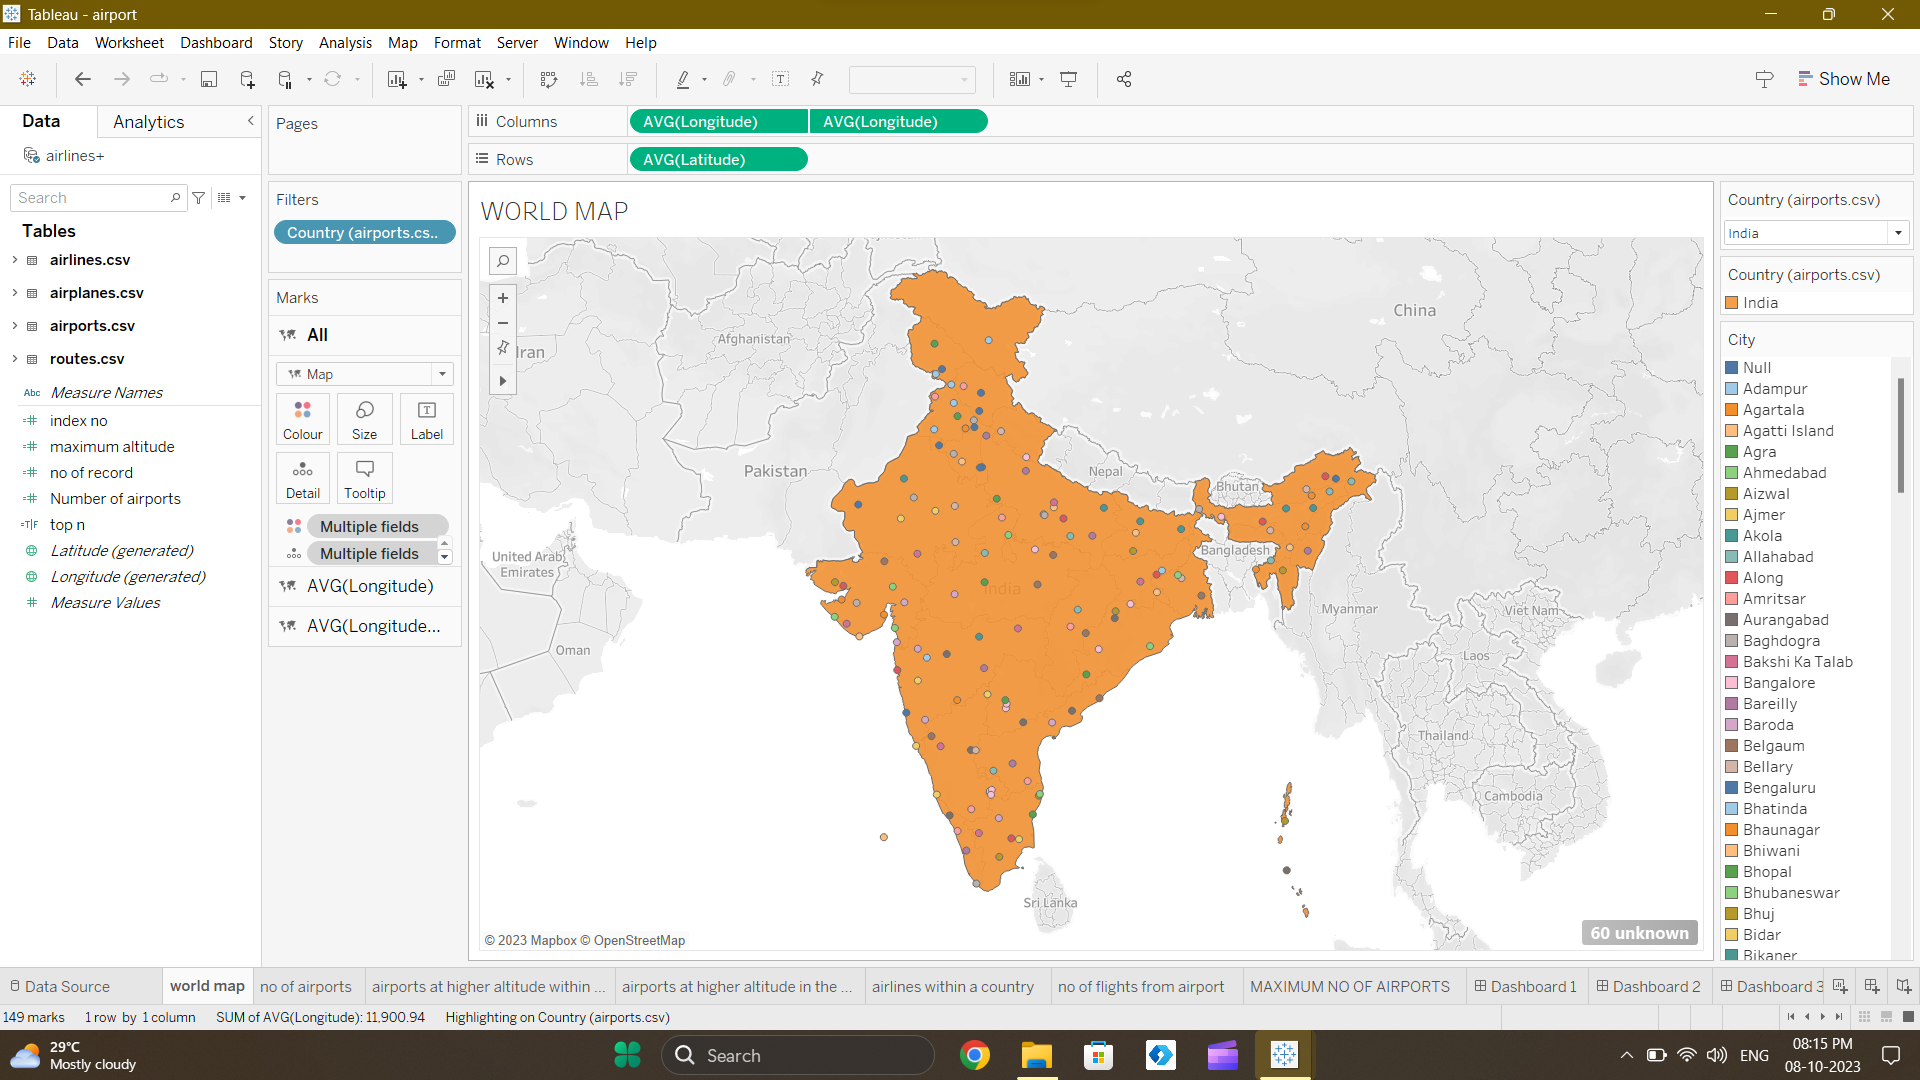 Tableau - airport
File Data Worksheet Dashboard Story Analysis Map Format Server Window Help
Show Me
Data Analytics
airlines+
Search
Tables
airlines.csv
airplanes.csv
airports.csv
routes.csv
Abc Measure Names
index no
maximum altitude
no of record
Number of airports
T|F top n
Latitude (generated)
Longitude (generated)
Measure Values
Pages
Filters
Country (airports.cs..
Marks
All
Map
Colour Size Label
Detail Tooltip
Multiple fields
Multiple fields
AVG(Longitude)
AVG(Longitude...
Columns AVG(Longitude) AVG(Longitude)
Rows AVG(Latitude)
WORLD MAP
Iran
Afghanistan
China
Pakistan
Nepal
Bhutan
United Arab
Emirates
Bangladesh
India
Oman
Myanmar
Viet Nam
Laos
Thailand
Cambodia
Sri Lanka
© 2023 Mapbox © OpenStreetMap
60 unknown
Country (airports.csv)
India
Country (airports.csv)
India
City
Null
Adampur
Agartala
Agatti Island
Agra
Ahmedabad
Aizwal
Ajmer
Akola
Allahabad
Along
Amritsar
Aurangabad
Baghdogra
Bakshi Ka Talab
Bangalore
Bareilly
Baroda
Belgaum
Bellary
Bengaluru
Bhatinda
Bhaunagar
Bhiwani
Bhopal
Bhubaneswar
Bhuj
Bidar
Bikaner
Data Source world map no of airports airports at higher altitude within ... airports at higher altitude in the ... airlines within a country no of flights from airport MAXIMUM NO OF AIRPORTS Dashboard 1 Dashboard 2 Dashboard 3
149 marks 1 row by 1 column SUM of AVG(Longitude): 11,900.94 Highlighting on Country (airports.csv)
29°C
Mostly cloudy
Search
ENG
08:15 PM
08-10-2023